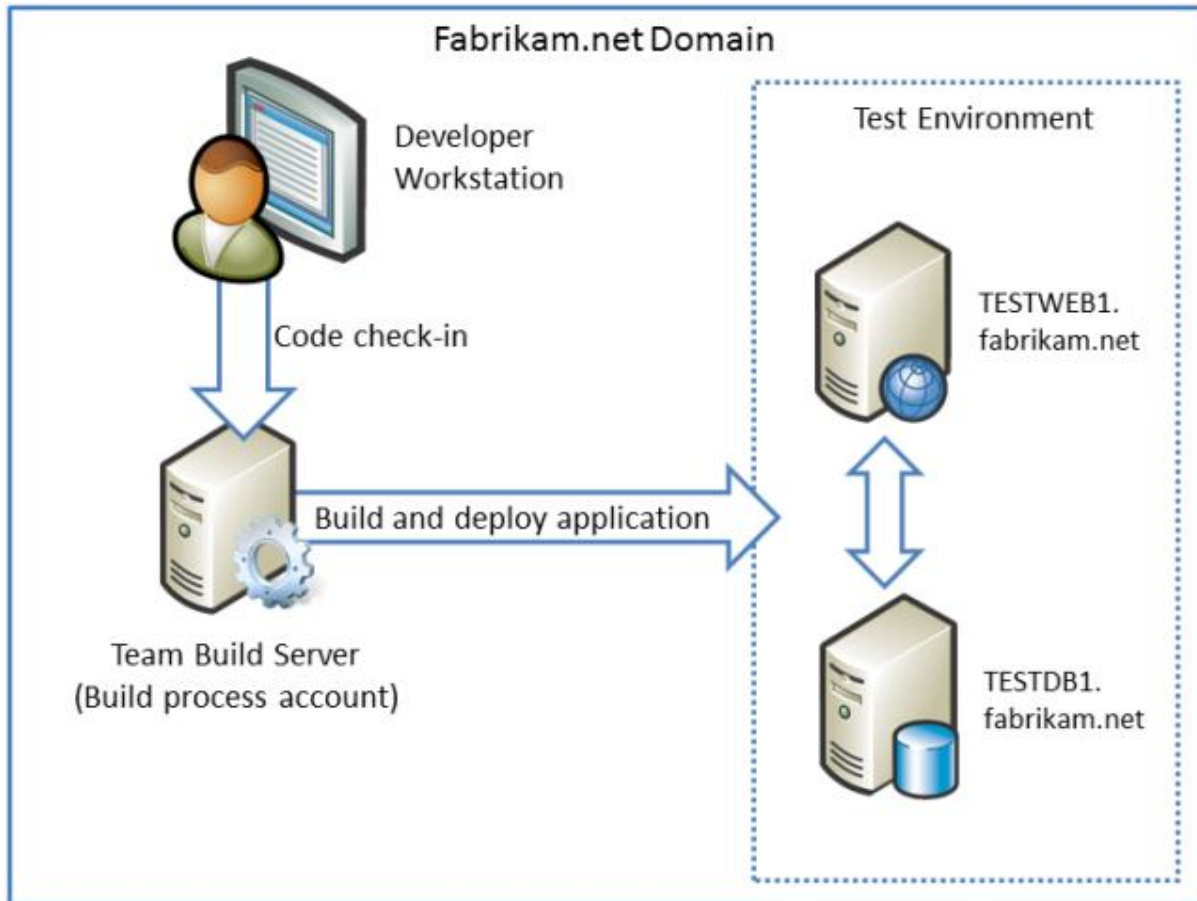 Fabrikam.net Domain
Developer
Workstation
Test Environment
TESTWEB1.
fabrikam.net
Code check-in
Build and deploy application
Team Build Server
(Build process account)
TESTDB1.
fabrikam.net